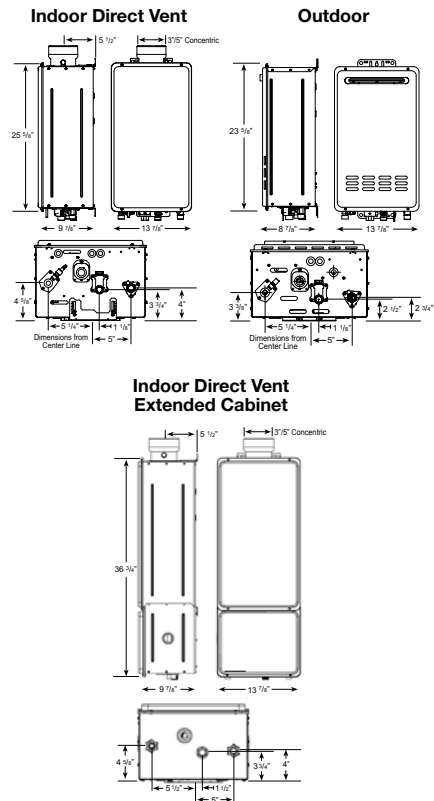 Indoor Direct Vent
Outdoor
5 1/2"
3"/5" Concentric
25 5/8"
23 5/8"
9 7/8"
13 7/8"
8 7/8"
13 7/8"
4 5/8"
3 3/4"
4"
5 1/4"
1 1/8"
5"
Dimensions from
Center Line
3 3/8"
2 1/2"
2 3/4"
5 1/4"
1 1/8"
5"
Dimensions from
Center Line
Indoor Direct Vent
Extended Cabinet
5 1/2"
3"/5" Concentric
36 3/4"
9 7/8"
13 7/8"
4 5/8"
3 3/4"
4"
5 1/2"
1 1/2"
5"